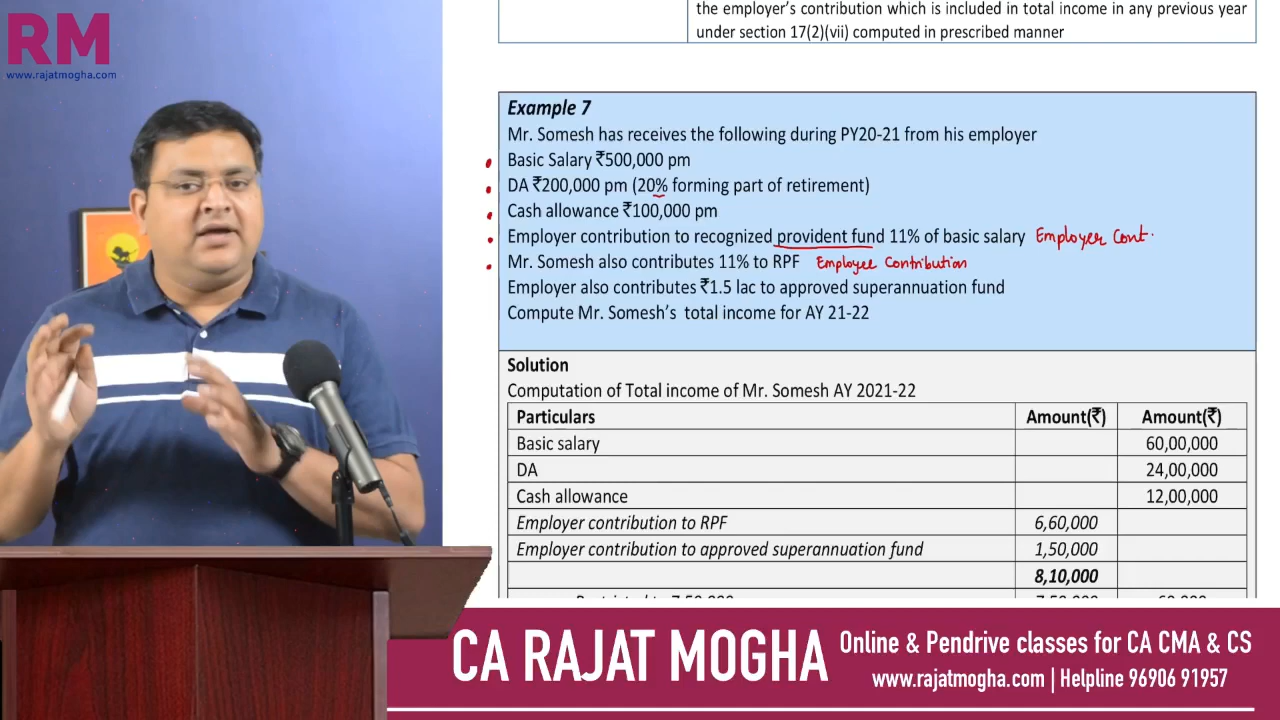 RM
www.rajatmogha.com
the employer's contribution which is included in total income in any previous year
under section 17(2)(vii) computed in prescribed manner
Example 7
Mr. Somesh has receives the following during PY20-21 from his employer
Basic Salary ₹500,000 pm
DA ₹200,000 pm (20% forming part of retirement)
Cash allowance ₹100,000 pm
Employer contribution to recognized provident fund 11% of basic salary Employer Cont.
Mr. Somesh also contributes 11% to RPF Employee Contribution
Employer also contributes ₹1.5 lac to approved superannuation fund
Compute Mr. Somesh's total income for AY 21-22
Solution
Computation of Total income of Mr. Somesh AY 2021-22
Particulars Amount(₹) Amount(₹)
Basic salary 60,00,000
DA 24,00,000
Cash allowance 12,00,000
Employer contribution to RPF 6,60,000
Employer contribution to approved superannuation fund 1,50,000
8,10,000
CA RAJAT MOGHA
Online & Pendrive classes for CA CMA & CS
www.rajatmogha.com | Helpline 96906 91957